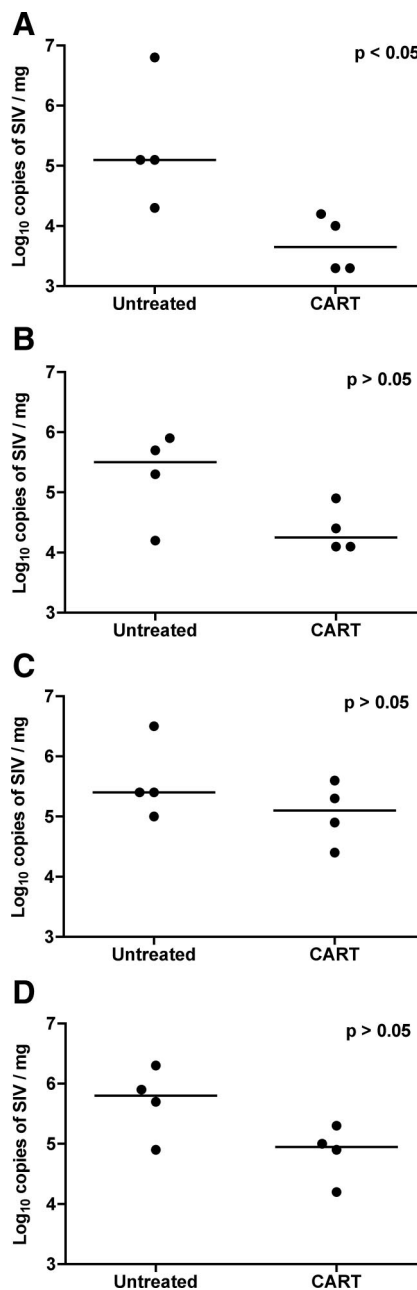 A
p < 0.05
Log10 copies of SIV / mg
7
6
5
4
3
Untreated CART
B
p > 0.05
Log10 copies of SIV / mg
7
6
5
4
3
Untreated CART
C
p > 0.05
Log10 copies of SIV / mg
7
6
5
4
3
Untreated CART
D
p > 0.05
Log10 copies of SIV / mg
7
6
5
4
3
Untreated CART